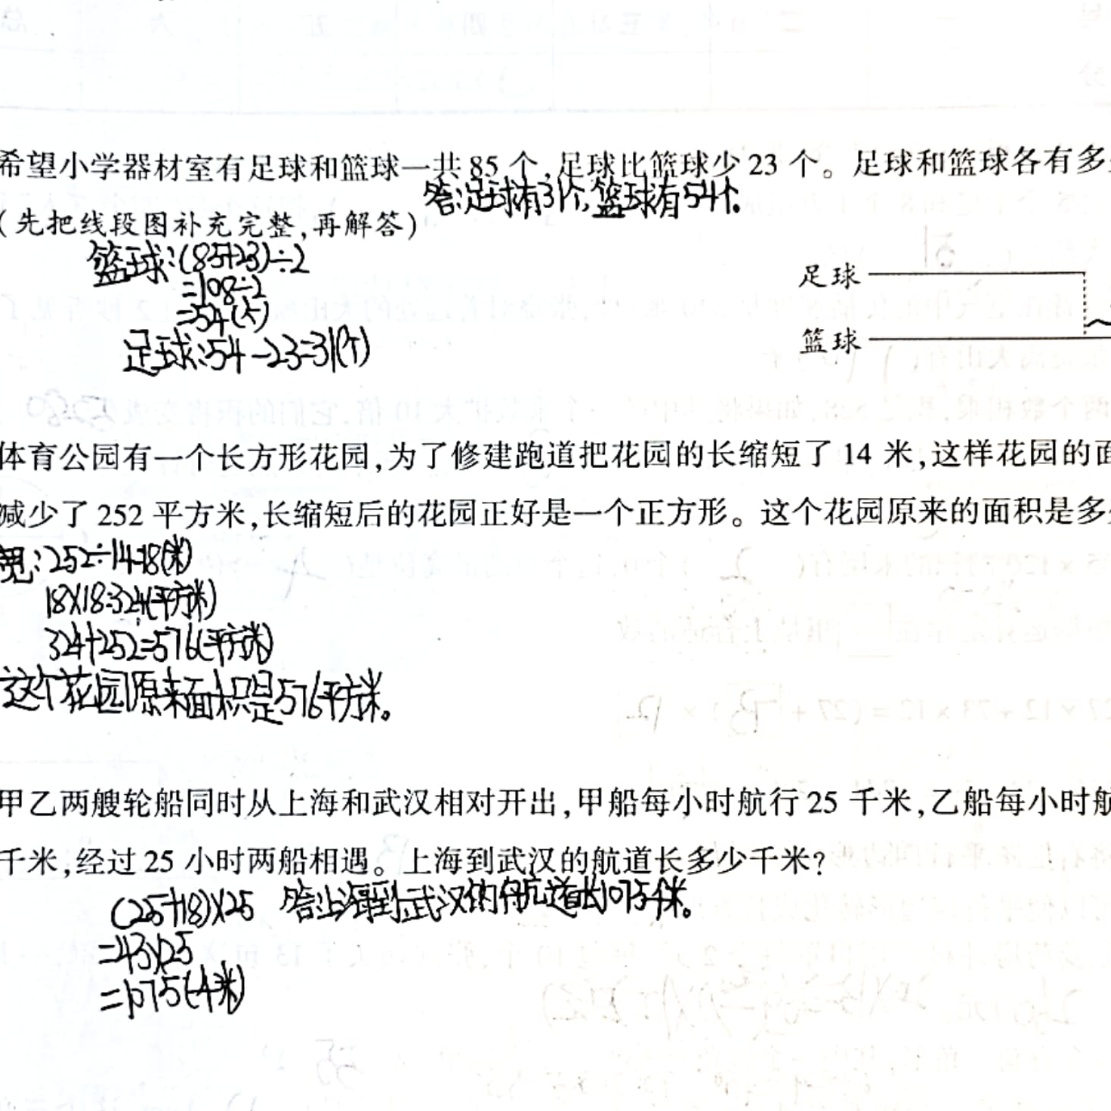 希望小学器材室有足球和篮球一共 85 个,足球比篮球少 23 个。足球和篮球各有多
答:足球有31个,篮球有54个.
(先把线段图补充完整,再解答)
篮球:(85+23)÷2
=108÷2
=54(个)
足球:54-23=31(个)
足球
篮球
体育公园有一个长方形花园,为了修建跑道把花园的长缩短了 14 米,这样花园的面
减少了 252 平方米,长缩短后的花园正好是一个正方形。这个花园原来的面积是多
宽:252÷14=18(米)
18×18=324(平方米)
324+252=576(平方米)
这个花园原来面积是576平方米。
甲乙两艘轮船同时从上海和武汉相对开出,甲船每小时航行 25 千米,乙船每小时航
千米,经过 25 小时两船相遇。上海到武汉的航道长多少千米?
(25+18)×25 答:上海到武汉的航道长1075千米。
=43×25
=1075(千米)